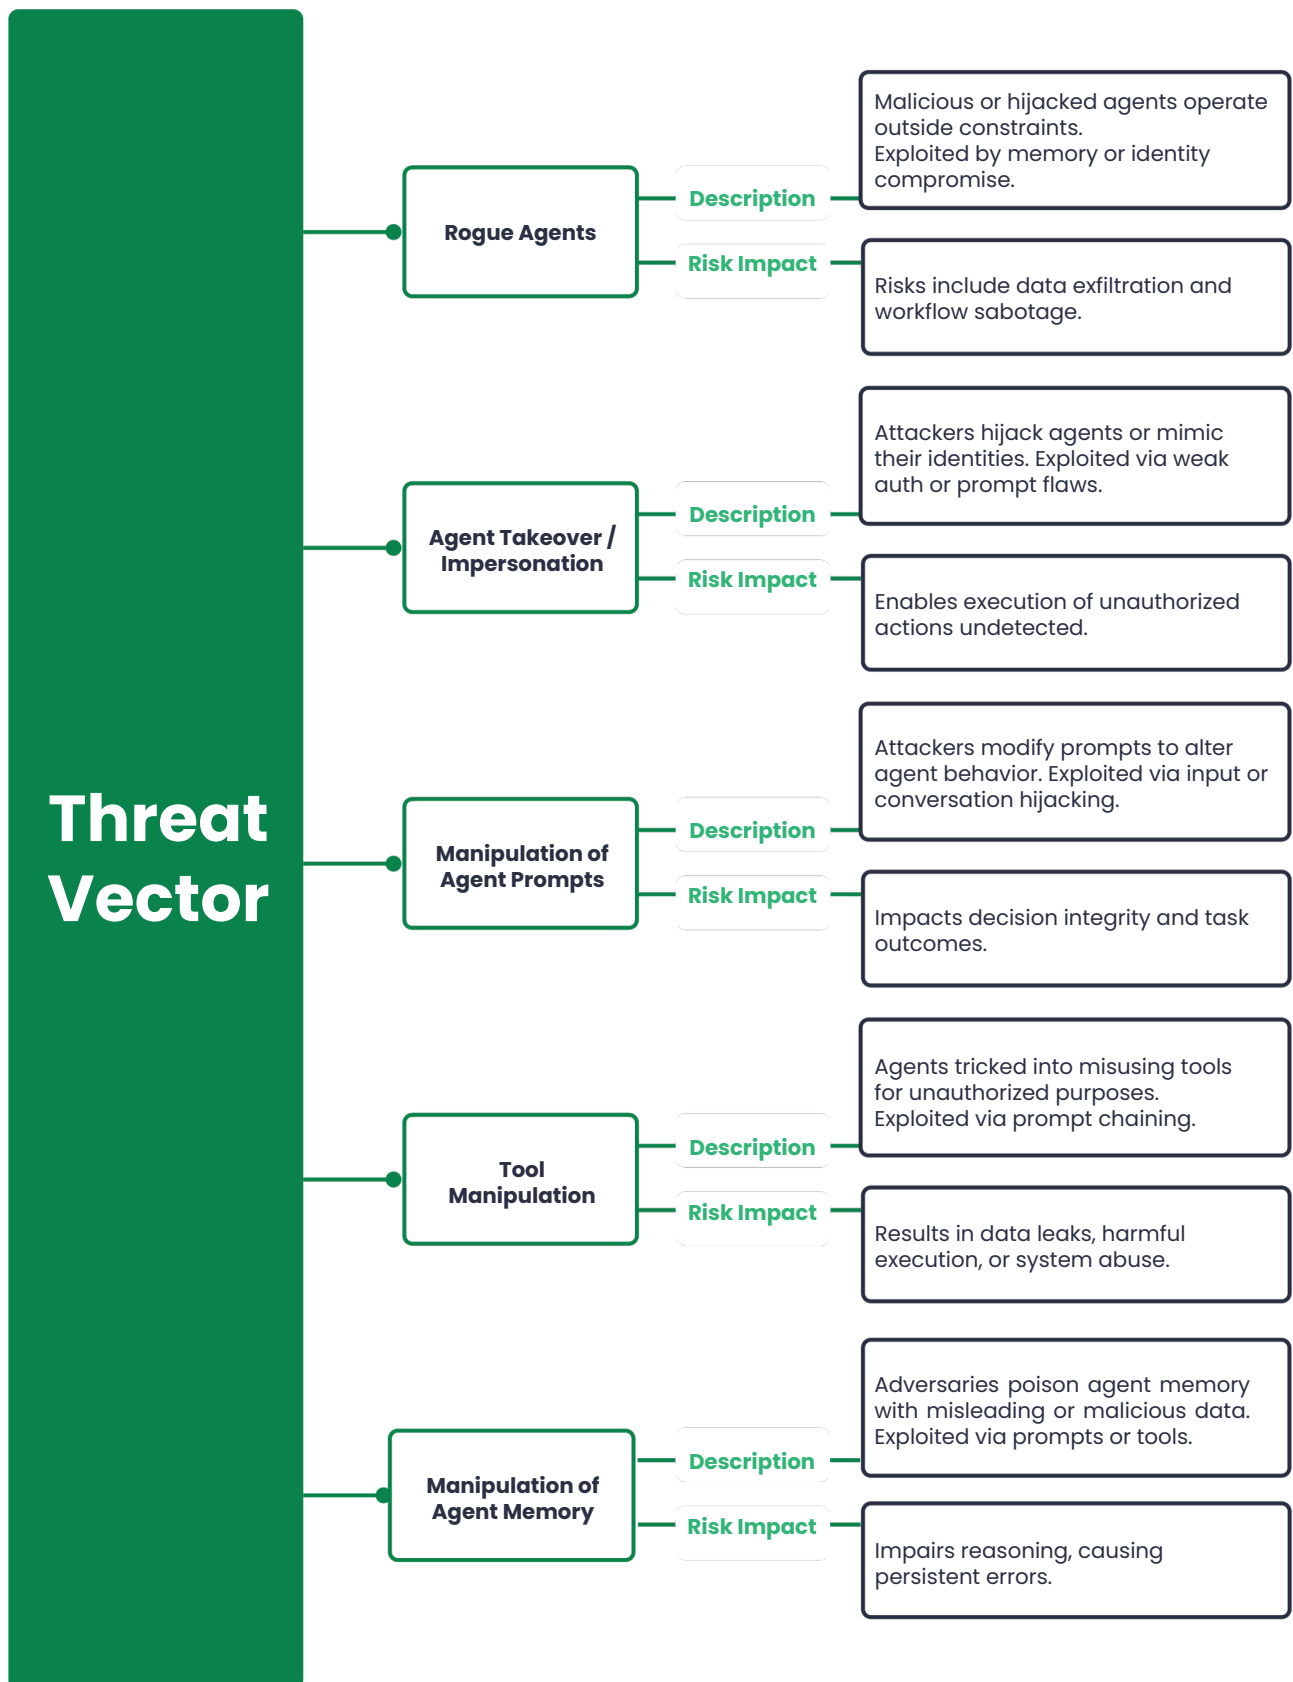 Threat
Vector
Rogue Agents
Description
Malicious or hijacked agents operate
outside constraints.
Exploited by memory or identity
compromise.
Risk Impact
Risks include data exfiltration and
workflow sabotage.
Agent Takeover /
Impersonation
Description
Attackers hijack agents or mimic
their identities. Exploited via weak
auth or prompt flaws.
Risk Impact
Enables execution of unauthorized
actions undetected.
Manipulation of
Agent Prompts
Description
Attackers modify prompts to alter
agent behavior. Exploited via input or
conversation hijacking.
Risk Impact
Impacts decision integrity and task
outcomes.
Tool
Manipulation
Description
Agents tricked into misusing tools
for unauthorized purposes.
Exploited via prompt chaining.
Risk Impact
Results in data leaks, harmful
execution, or system abuse.
Manipulation of
Agent Memory
Description
Adversaries poison agent memory
with misleading or malicious data.
Exploited via prompts or tools.
Risk Impact
Impairs reasoning, causing
persistent errors.